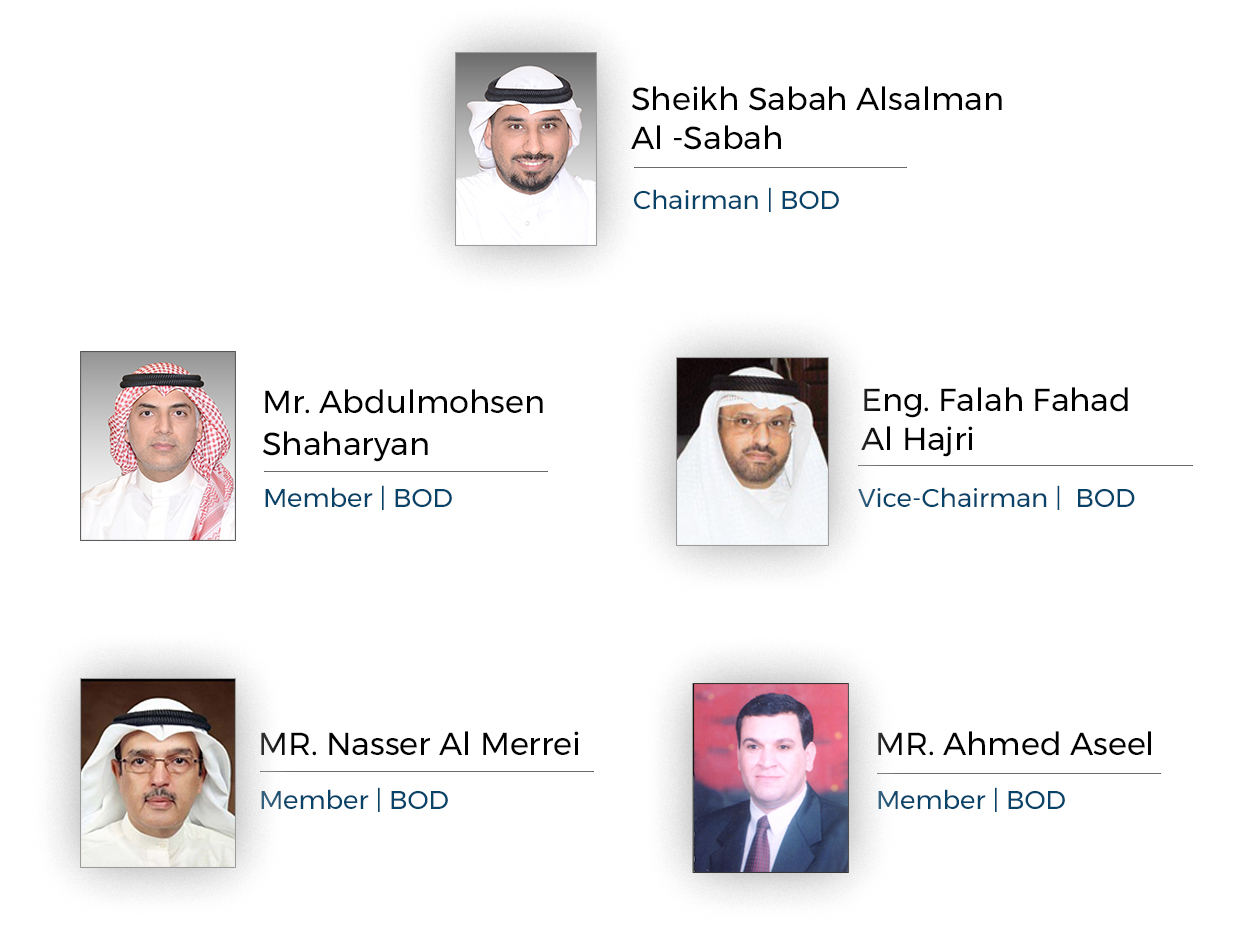 Sheikh Sabah Alsalman
Al -Sabah
Chairman | BOD
Mr. Abdulmohsen
Shaharyan
Member | BOD
Eng. Falah Fahad
Al Hajri
Vice-Chairman | BOD
MR. Nasser Al Merrei
Member | BOD
MR. Ahmed Aseel
Member | BOD